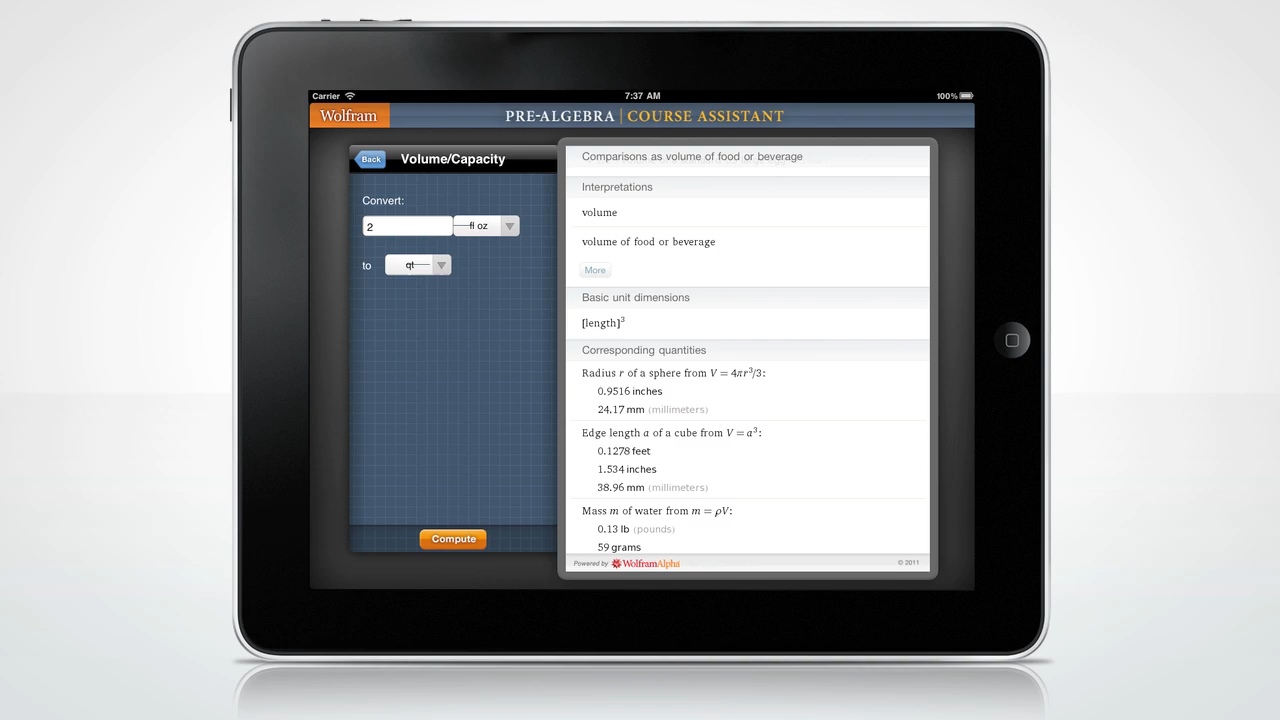 Carrier 7:37 AM 100%
Wolfram PRE-ALGEBRA | COURSE ASSISTANT
Back Volume/Capacity
Convert:
2 fl oz
to qt
Compute
Comparisons as volume of food or beverage
Interpretations
volume
volume of food or beverage
More
Basic unit dimensions
[length]³
Corresponding quantities
Radius r of a sphere from V = 4πr³/3:
0.9516 inches
24.17 mm (millimeters)
Edge length a of a cube from V = a³:
0.1278 feet
1.534 inches
38.96 mm (millimeters)
Mass m of water from m = ρV:
0.13 lb (pounds)
59 grams
Powered by WolframAlpha © 2011